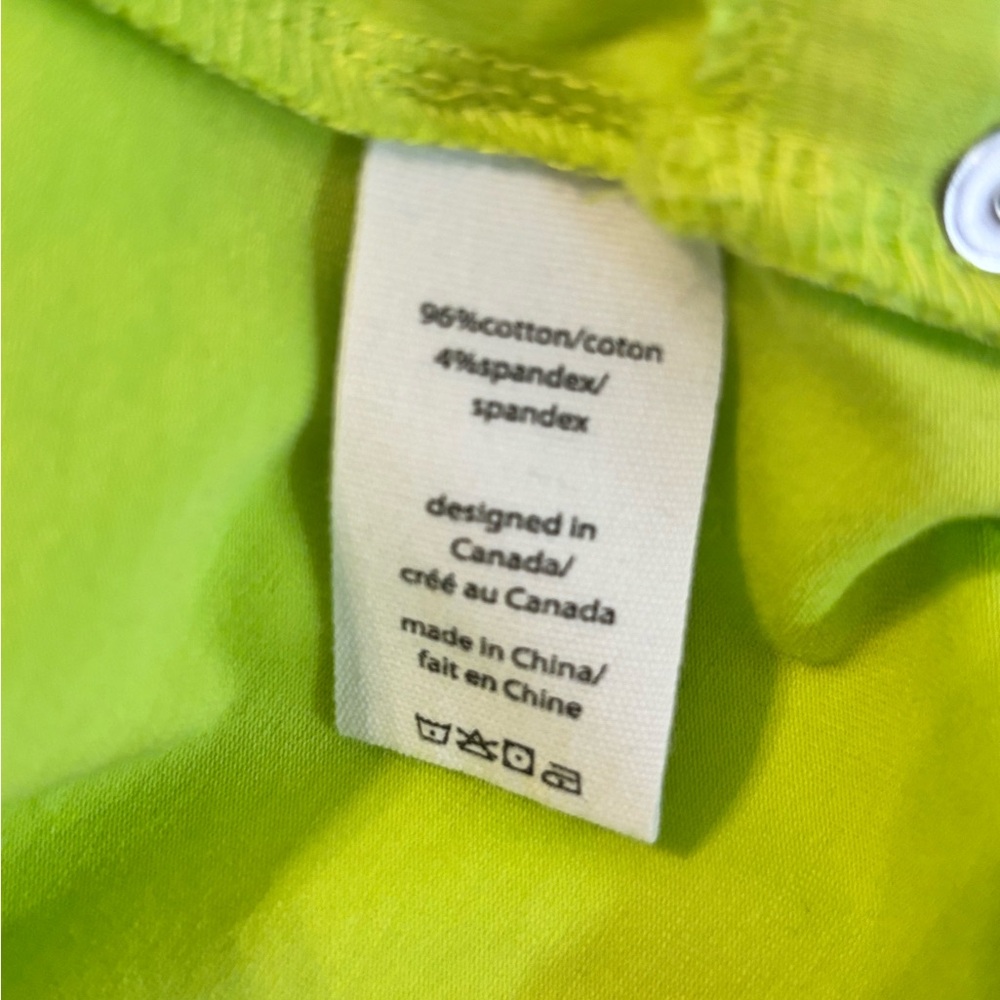 96%cotton/coton
4%spandex/
spandex
designed in
Canada/
créé au Canada
made in China/
fait en Chine